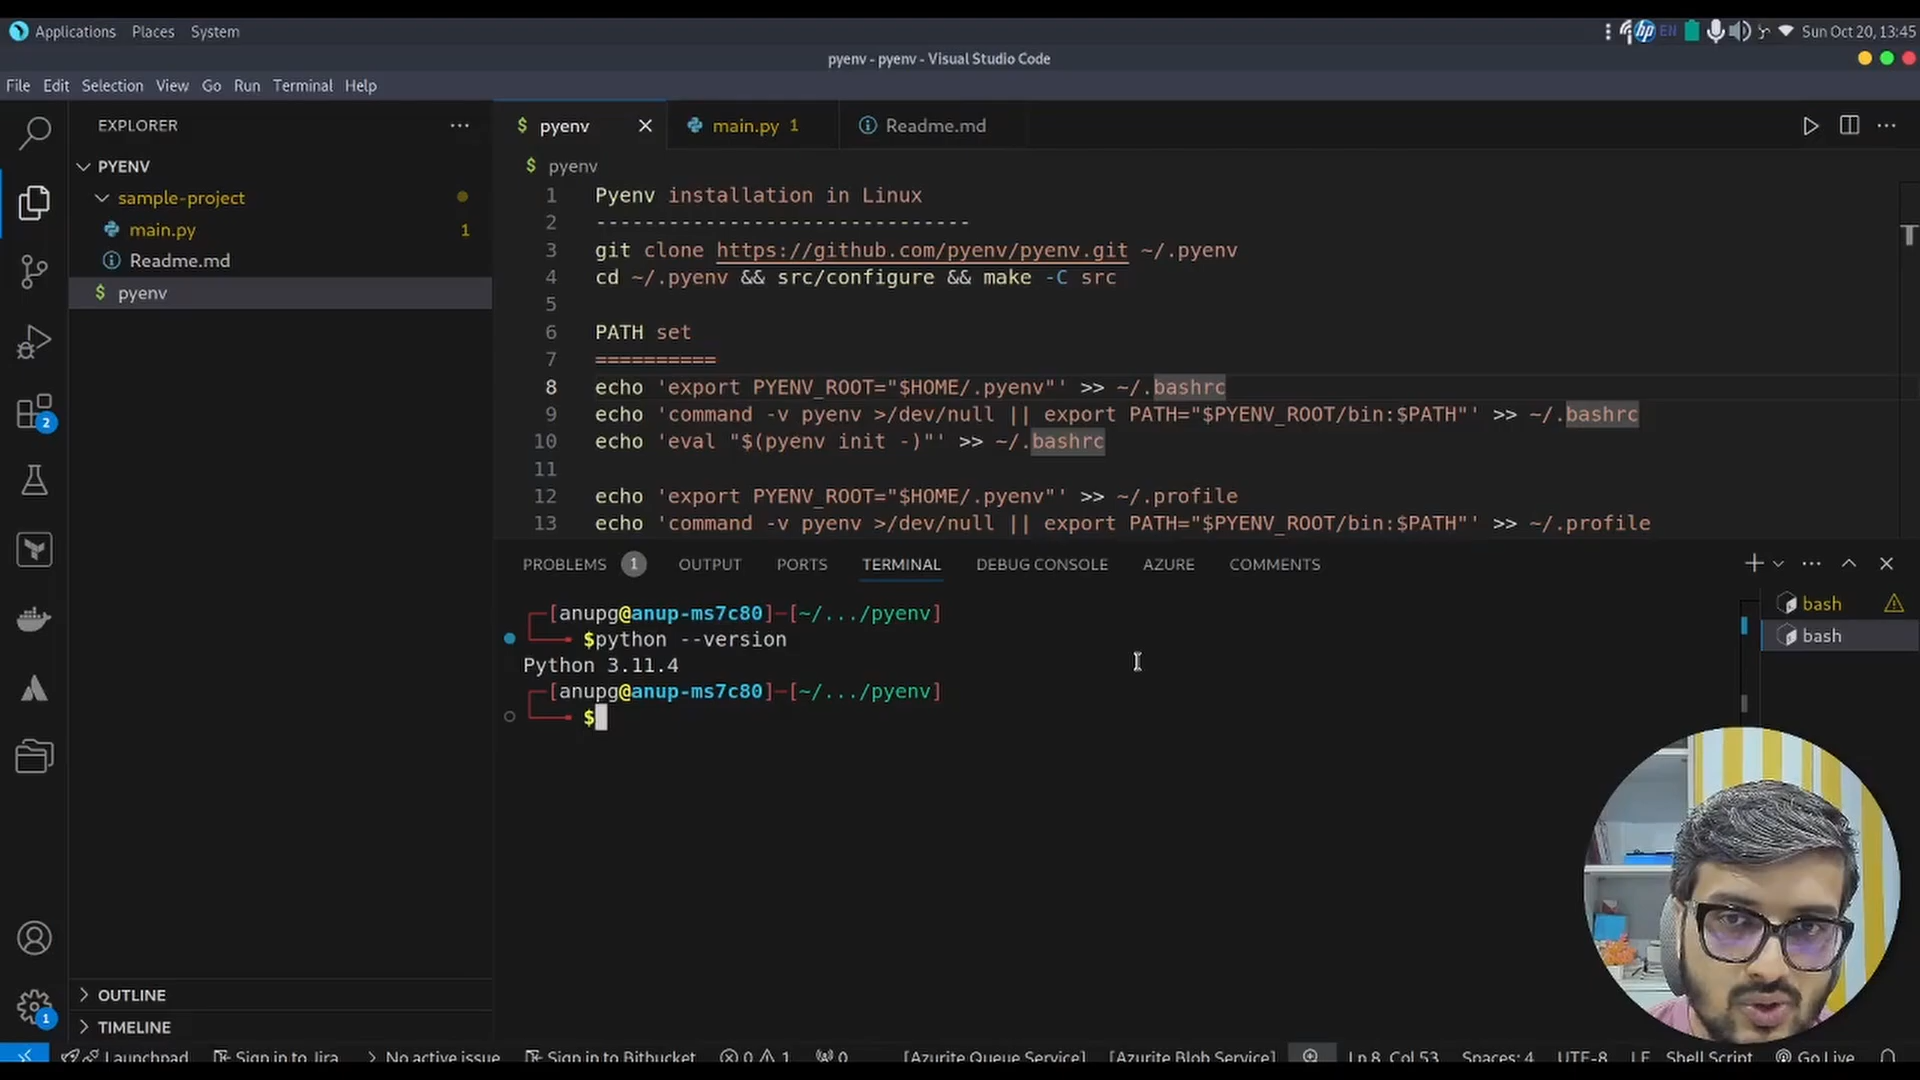 Applications Places System
hp EN Sun Oct 20, 13:45
pyenv - pyenv - Visual Studio Code
File Edit Selection View Go Run Terminal Help
EXPLORER
PYENV
sample-project
main.py 1
Readme.md
$ pyenv
2
1
OUTLINE
TIMELINE
$ pyenv
main.py 1
Readme.md
$ pyenv
1 Pyenv installation in Linux
2 -------------------------------
3 git clone https://github.com/pyenv/pyenv.git ~/.pyenv
4 cd ~/.pyenv && src/configure && make -C src
5
6 PATH set
7 ==========
8 echo 'export PYENV_ROOT="$HOME/.pyenv"' >> ~/.bashrc
9 echo 'command -v pyenv >/dev/null || export PATH="$PYENV_ROOT/bin:$PATH"' >> ~/.bashrc
10 echo 'eval "$(pyenv init -)"' >> ~/.bashrc
11
12 echo 'export PYENV_ROOT="$HOME/.pyenv"' >> ~/.profile
13 echo 'command -v pyenv >/dev/null || export PATH="$PYENV_ROOT/bin:$PATH"' >> ~/.profile
PROBLEMS 1 OUTPUT PORTS TERMINAL DEBUG CONSOLE AZURE COMMENTS
[anupg@anup-ms7c80]─[~/.../pyenv]
$python --version
Python 3.11.4
[anupg@anup-ms7c80]─[~/.../pyenv]
$
bash
bash
Launchpad Sign in to Jira No active issue Sign in to Bitbucket 0 1 0 [Azurite Queue Service] [Azurite Blob Service] Ln 8, Col 53 Spaces: 4 UTF-8 LF Shell Script Go Live